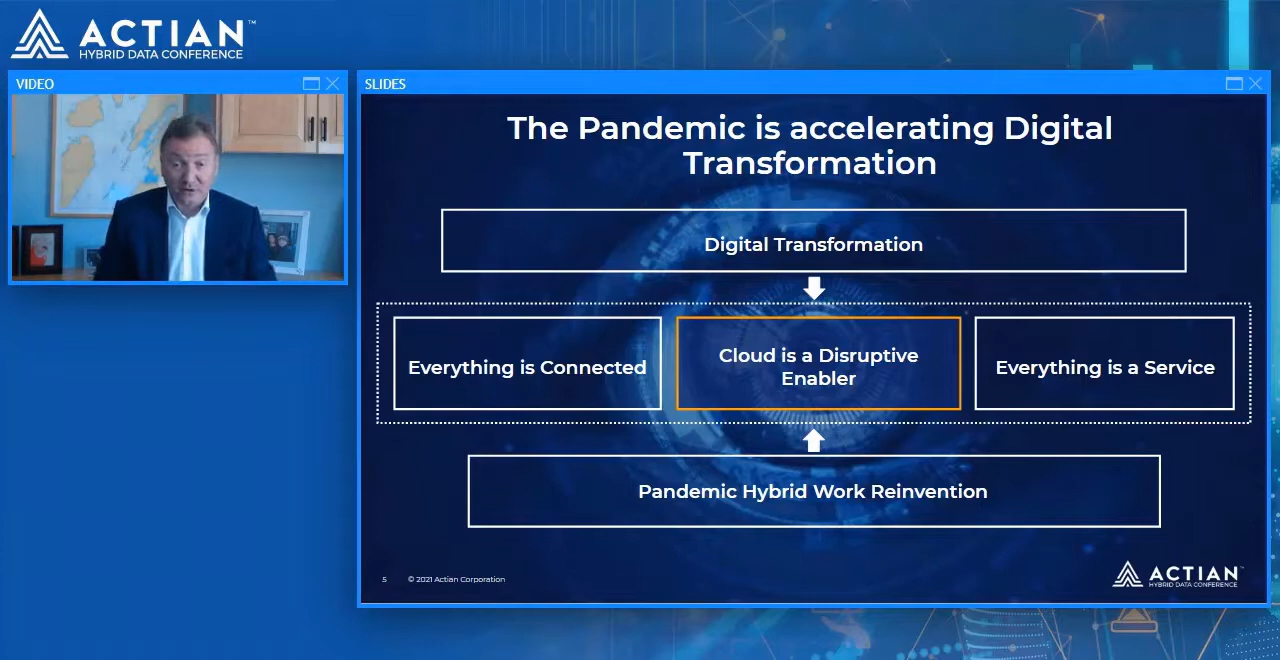 ACTIAN™
HYBRID DATA CONFERENCE
VIDEO
SLIDES
The Pandemic is accelerating Digital
Transformation
Digital Transformation
Everything is Connected
Cloud is a Disruptive
Enabler
Everything is a Service
Pandemic Hybrid Work Reinvention
5
© 2021 Actian Corporation
ACTIAN™
HYBRID DATA CONFERENCE